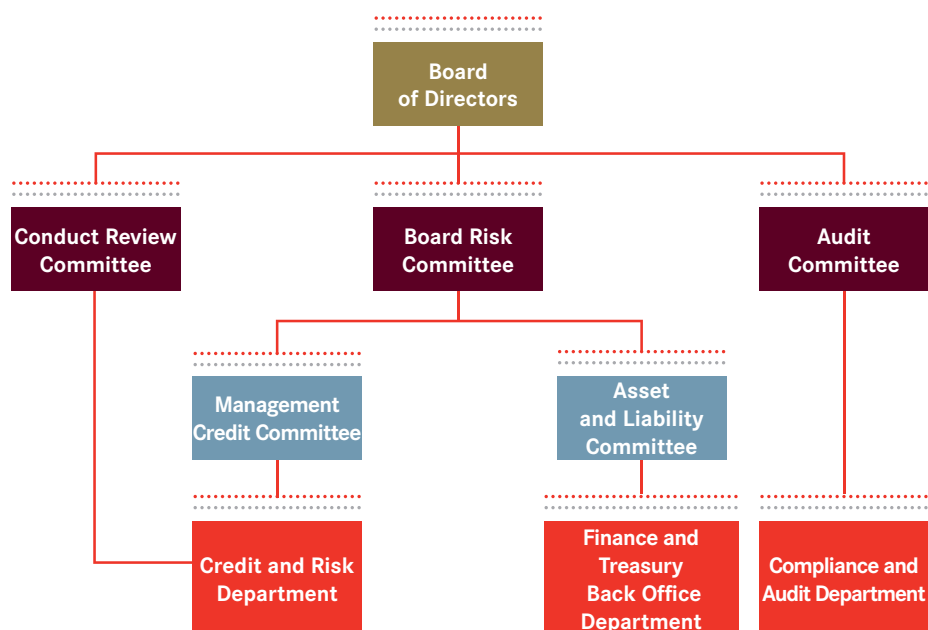 Board
of Directors
Conduct Review
Committee
Board Risk
Committee
Audit
Committee
Management
Credit Committee
Asset
and Liability
Committee
Credit and Risk
Department
Finance and
Treasury
Back Office
Department
Compliance and
Audit Department